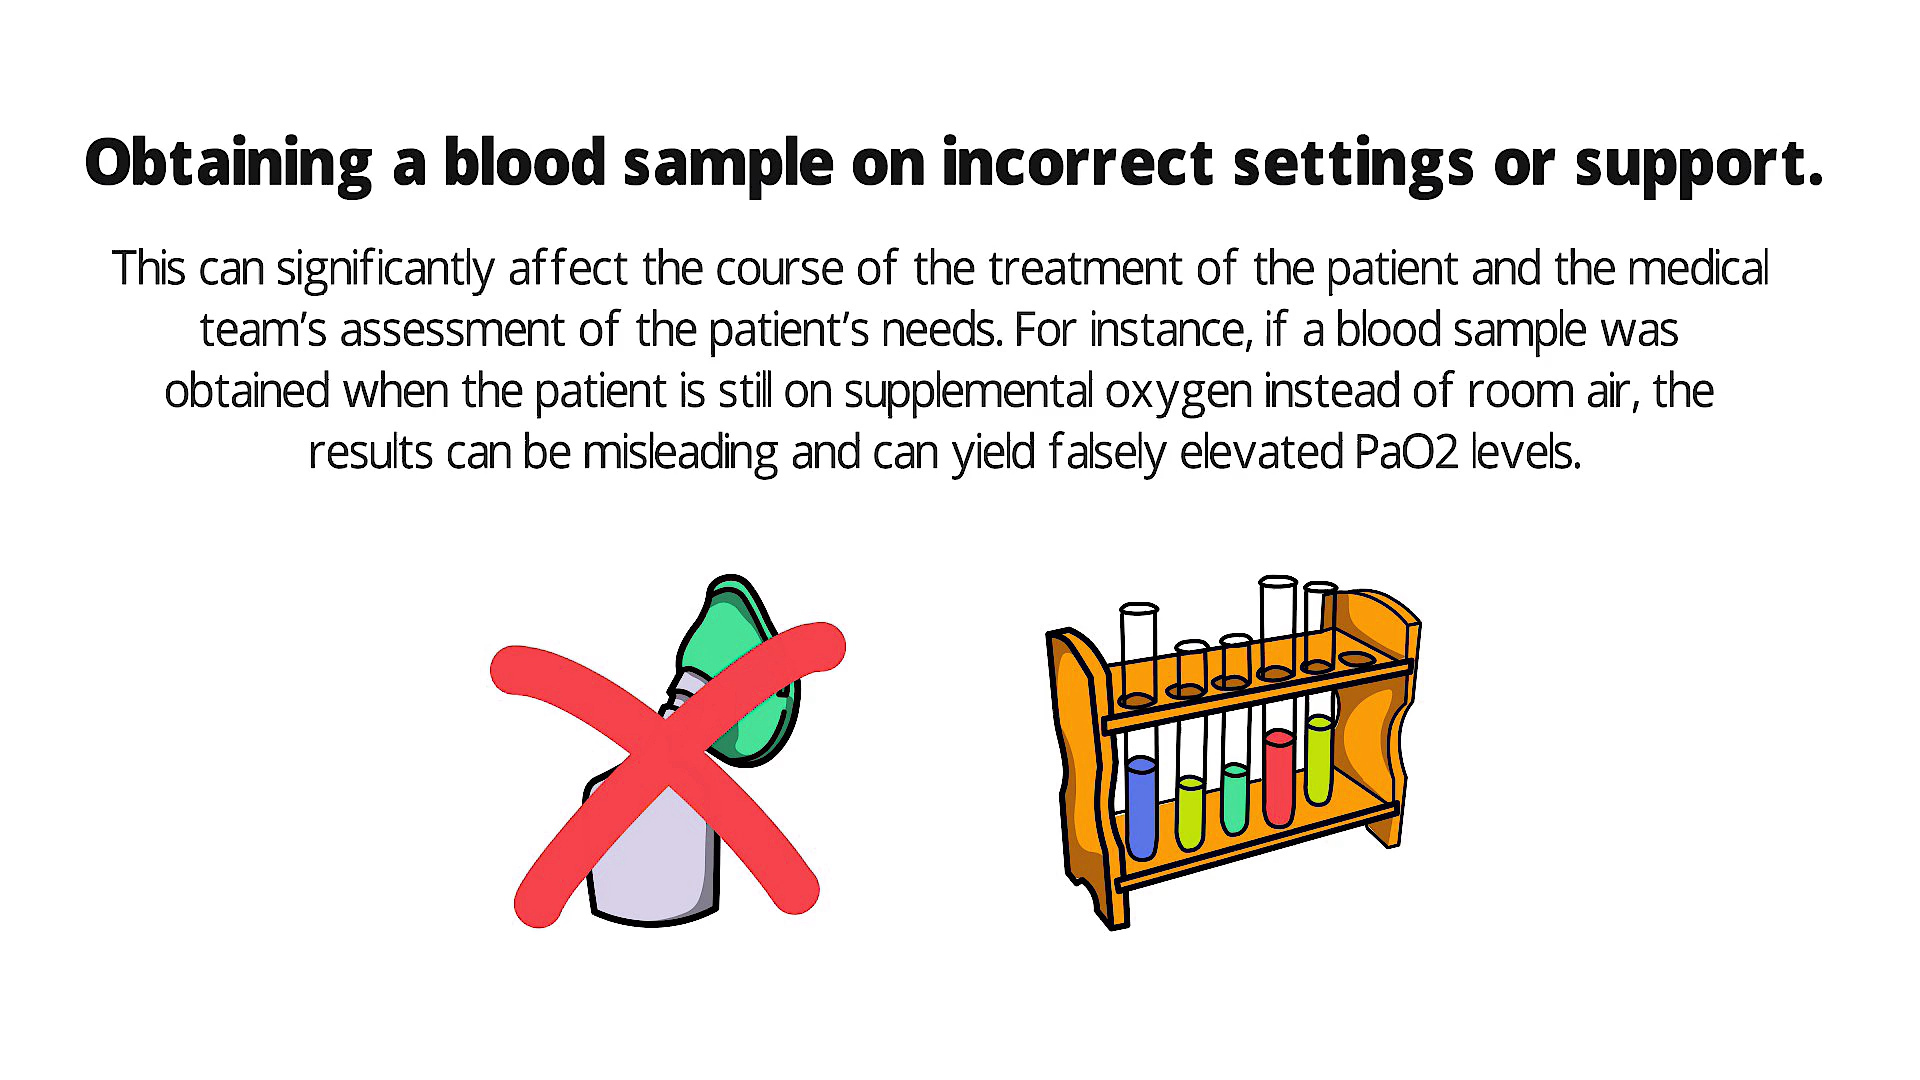 Obtaining a blood sample on incorrect settings or support.
This can significantly affect the course of the treatment of the patient and the medical
team’s assessment of the patient’s needs. For instance, if a blood sample was
obtained when the patient is still on supplemental oxygen instead of room air, the
results can be misleading and can yield falsely elevated PaO2 levels.